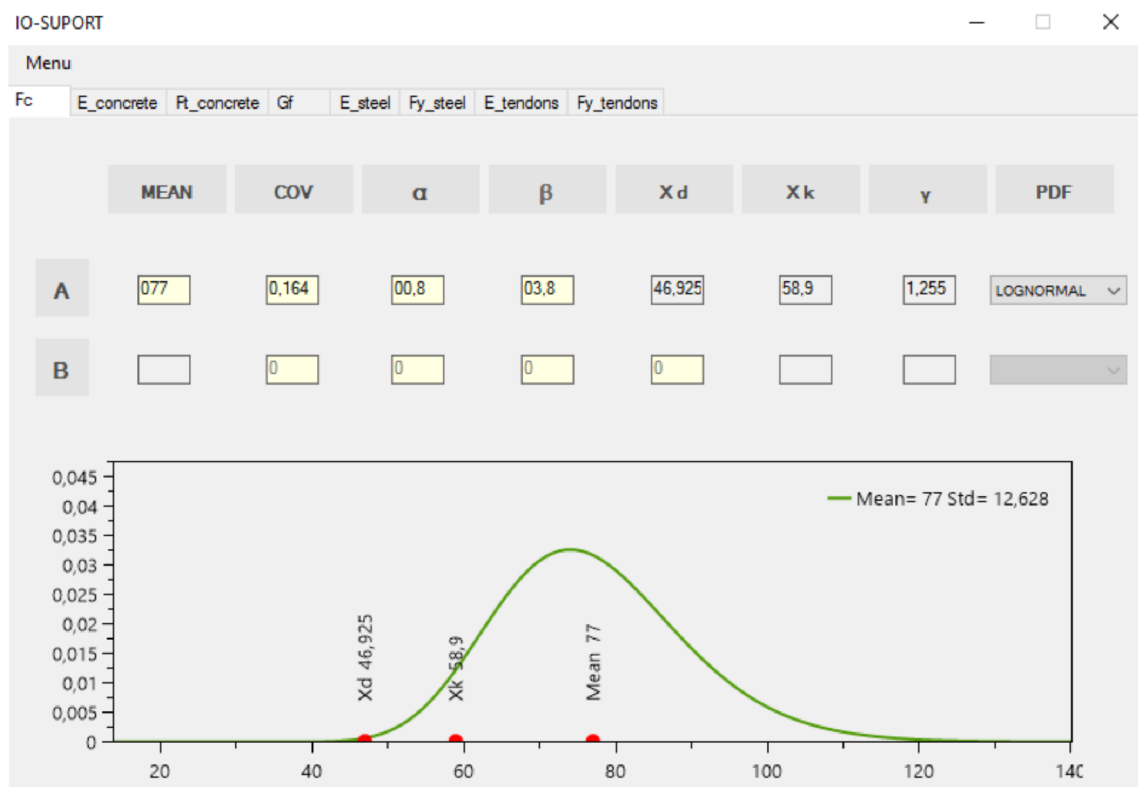 IO-SUPORT
Menu
Fc E_concrete Ft_concrete Gf E_steel Fy_steel E_tendons Fy_tendons
MEAN COV α β X d X k γ PDF
A 077 0,164 00,8 03,8 46,925 58,9 1,255 LOGNORMAL
B 0 0 0 0
0,045
0,04
0,035
0,03
0,025
0,02
0,015
0,01
0,005
0
Mean= 77 Std= 12,628
Xd 46,925
Xk 58,9
Mean 77
20 40 60 80 100 120 140